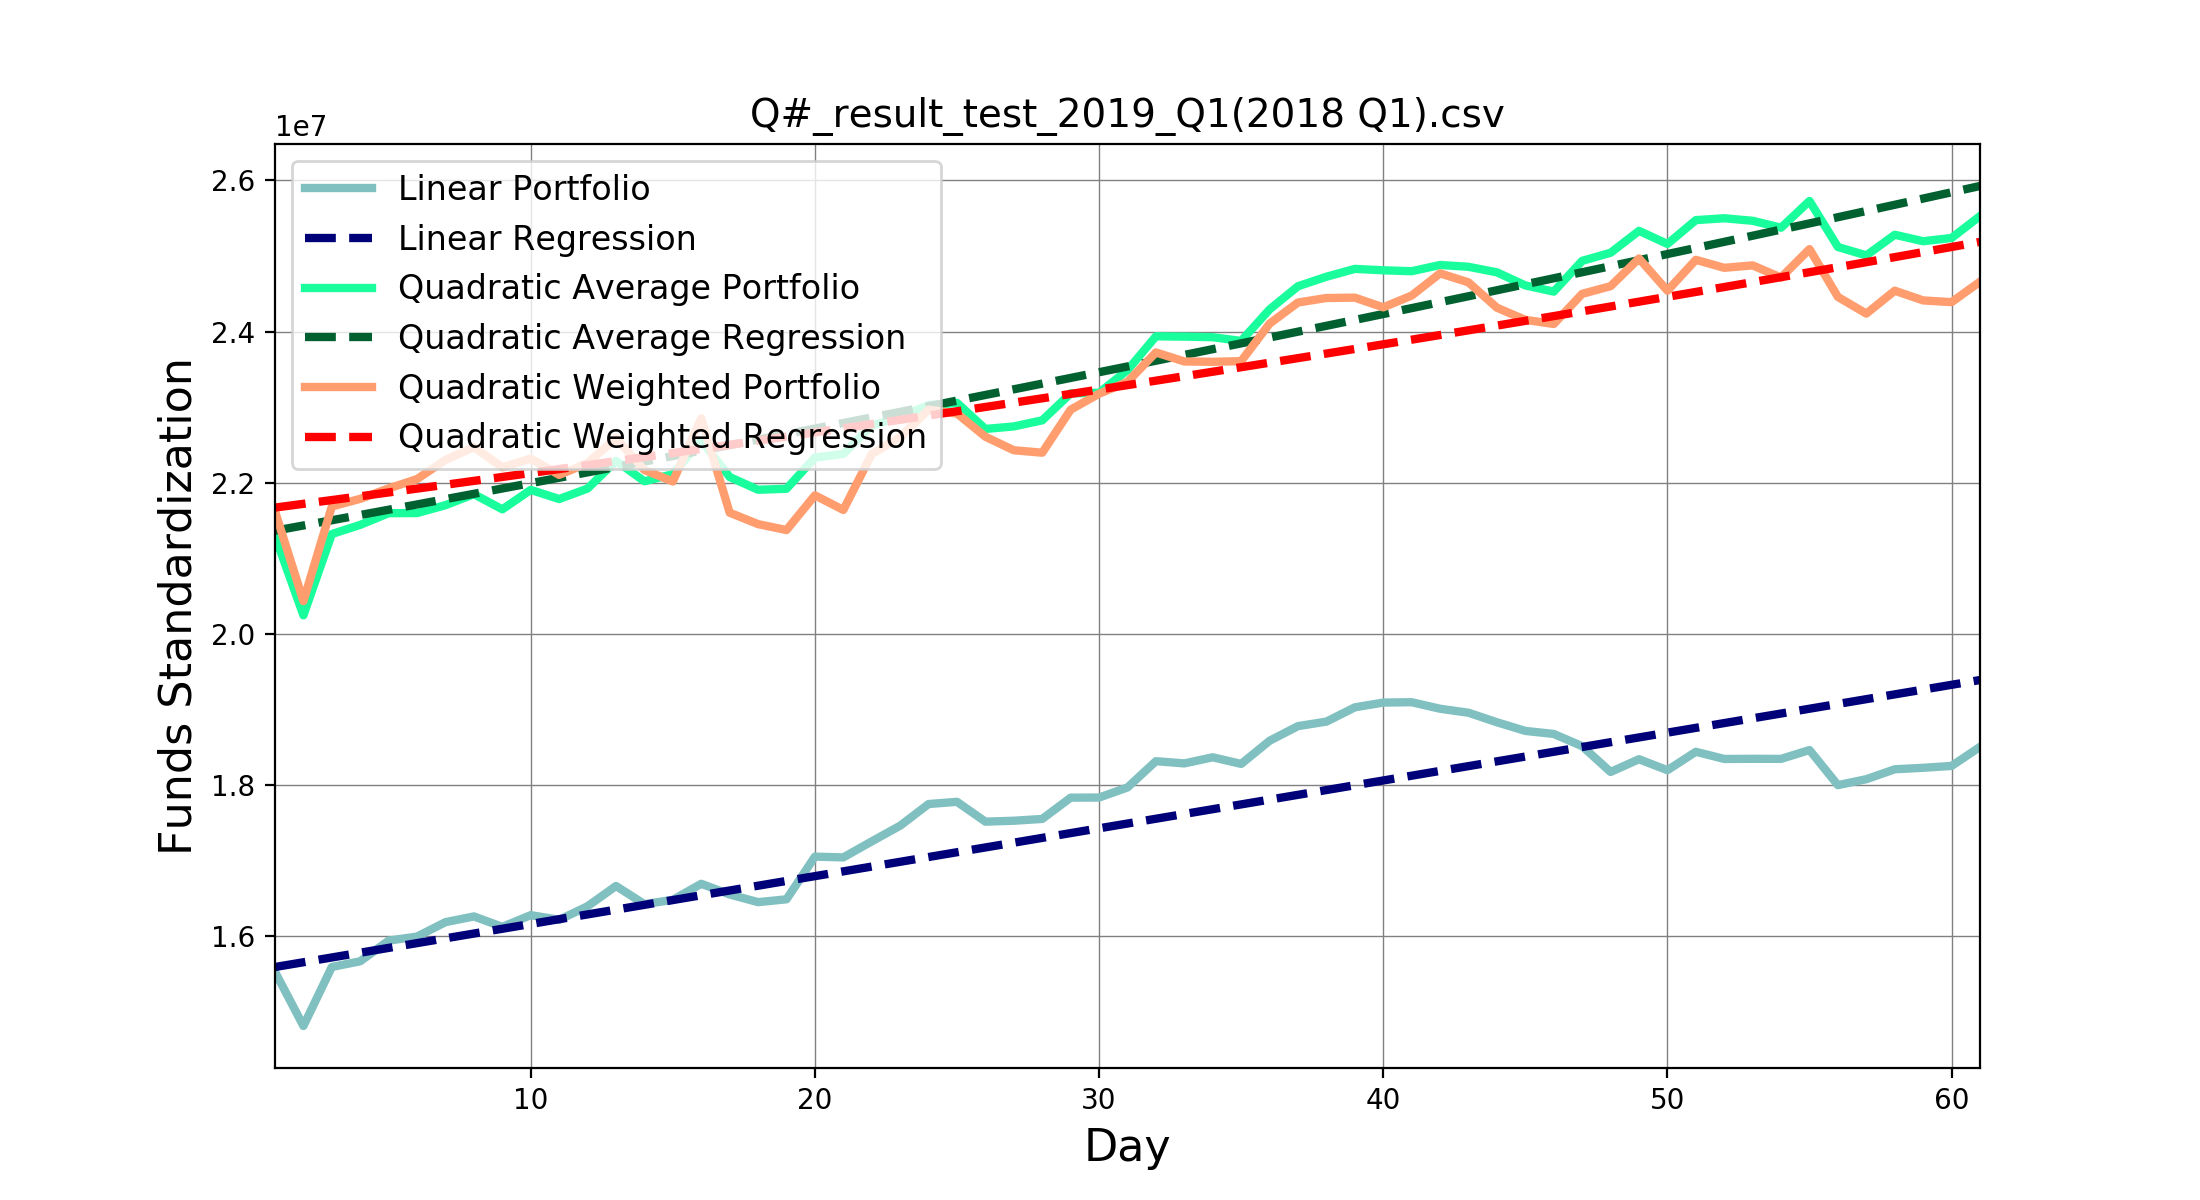 Q#_result_test_2019_Q1(2018 Q1).csv
1e7
2.6
2.4
2.2
2.0
1.8
1.6
Funds Standardization
Linear Portfolio
Linear Regression
Quadratic Average Portfolio
Quadratic Average Regression
Quadratic Weighted Portfolio
Quadratic Weighted Regression
10 20 30 40 50 60
Day